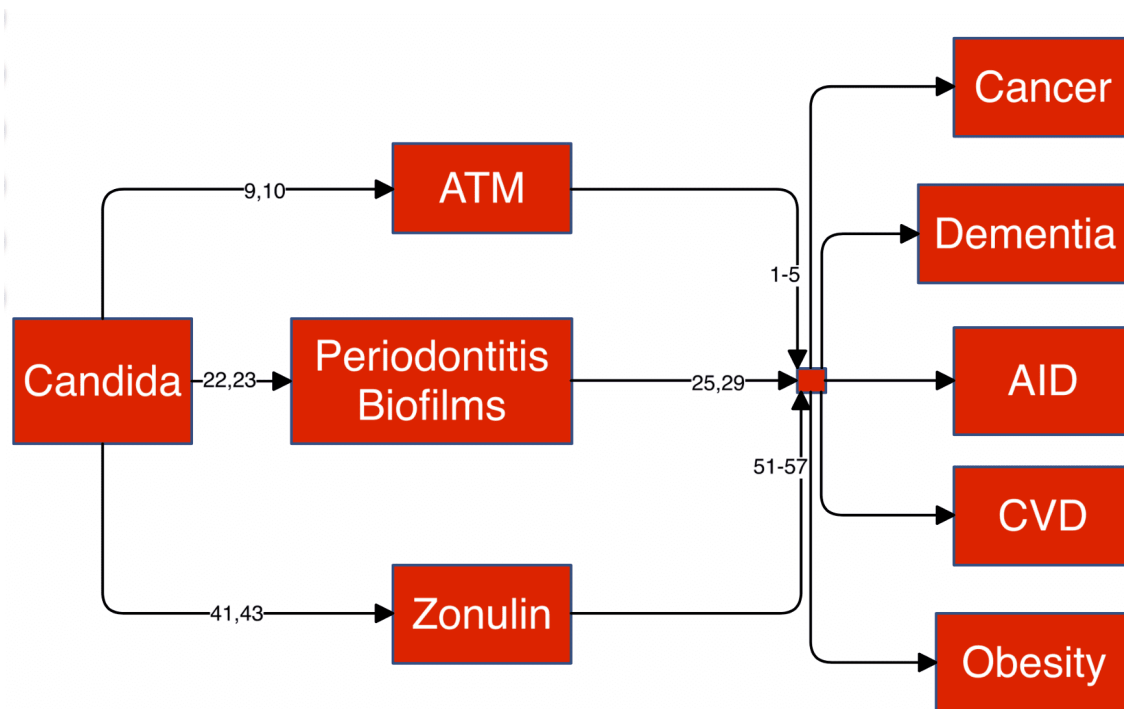 Cancer
ATM
9,10
Dementia
1-5
Periodontitis
Biofilms
Candida
22,23
25,29
AID
51-57
CVD
Zonulin
41,43
Obesity